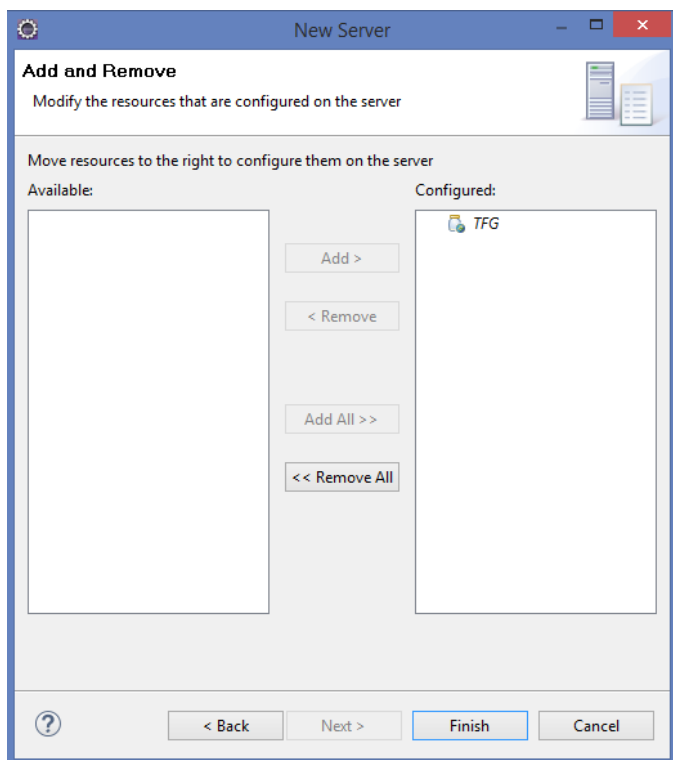 New Server
Add and Remove
Modify the resources that are configured on the server
Move resources to the right to configure them on the server
Available:
Configured:
TFG
Add >
< Remove
Add All >>
<< Remove All
?
< Back
Next >
Finish
Cancel